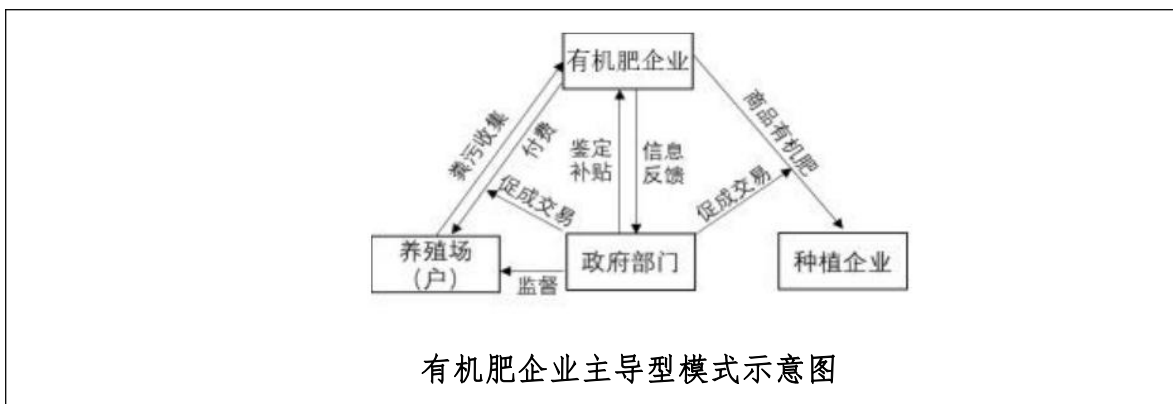 有机肥企业
粪污收集
付费
鉴定
补贴
信息
反馈
商品有机肥
促成交易
促成交易
养殖场
（户）
监督
政府部门
种植企业
有机肥企业主导型模式示意图